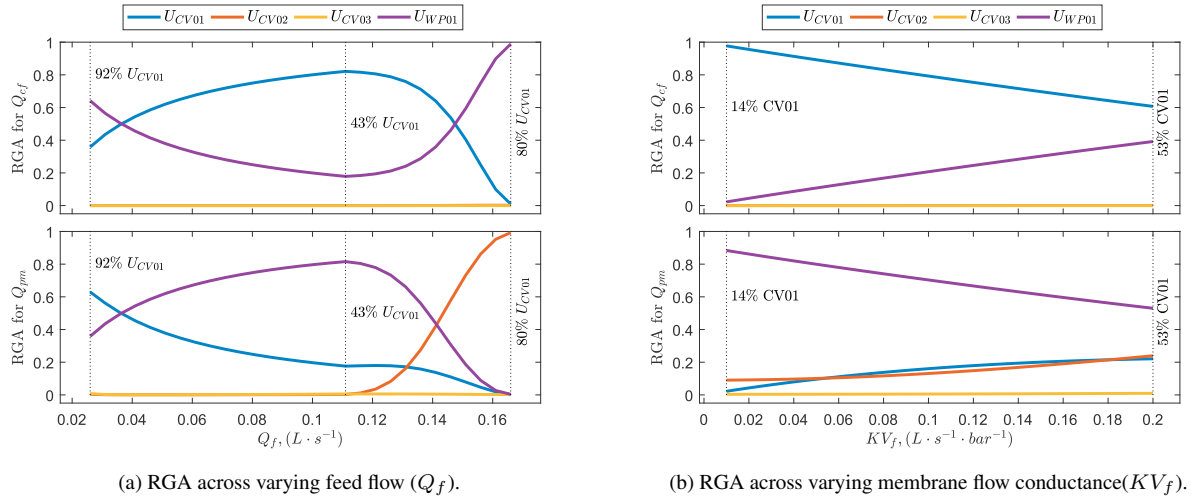 U_CV01 U_CV02 U_CV03 U_WP01
RGA for Q_cf
1
0.8
0.6
0.4
0.2
0
92% U_CV01
43% U_CV01
80% U_CV01
RGA for Q_pm
1
0.8
0.6
0.4
0.2
0
92% U_CV01
43% U_CV01
80% U_CV01
0.02 0.04 0.06 0.08 0.1 0.12 0.14 0.16
Q_f, (L · s^-1)
(a) RGA across varying feed flow (Q_f).
U_CV01 U_CV02 U_CV03 U_WP01
RGA for Q_cf
1
0.8
0.6
0.4
0.2
0
14% CV01
53% CV01
RGA for Q_pm
1
0.8
0.6
0.4
0.2
0
14% CV01
53% CV01
0 0.02 0.04 0.06 0.08 0.1 0.12 0.14 0.16 0.18 0.2
KV_f, (L · s^-1 · bar^-1)
(b) RGA across varying membrane flow conductance(KV_f).